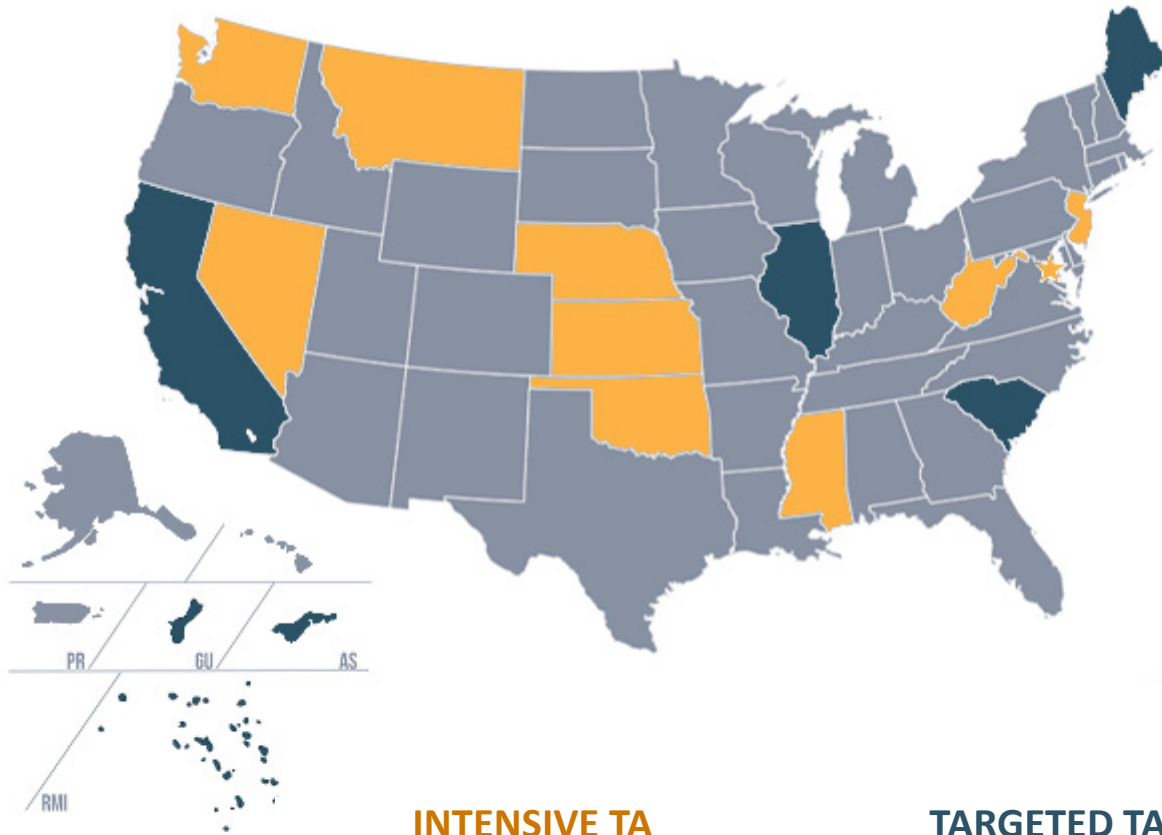 PR
GU
AS
RMI
INTENSIVE TA
TARGETED TA